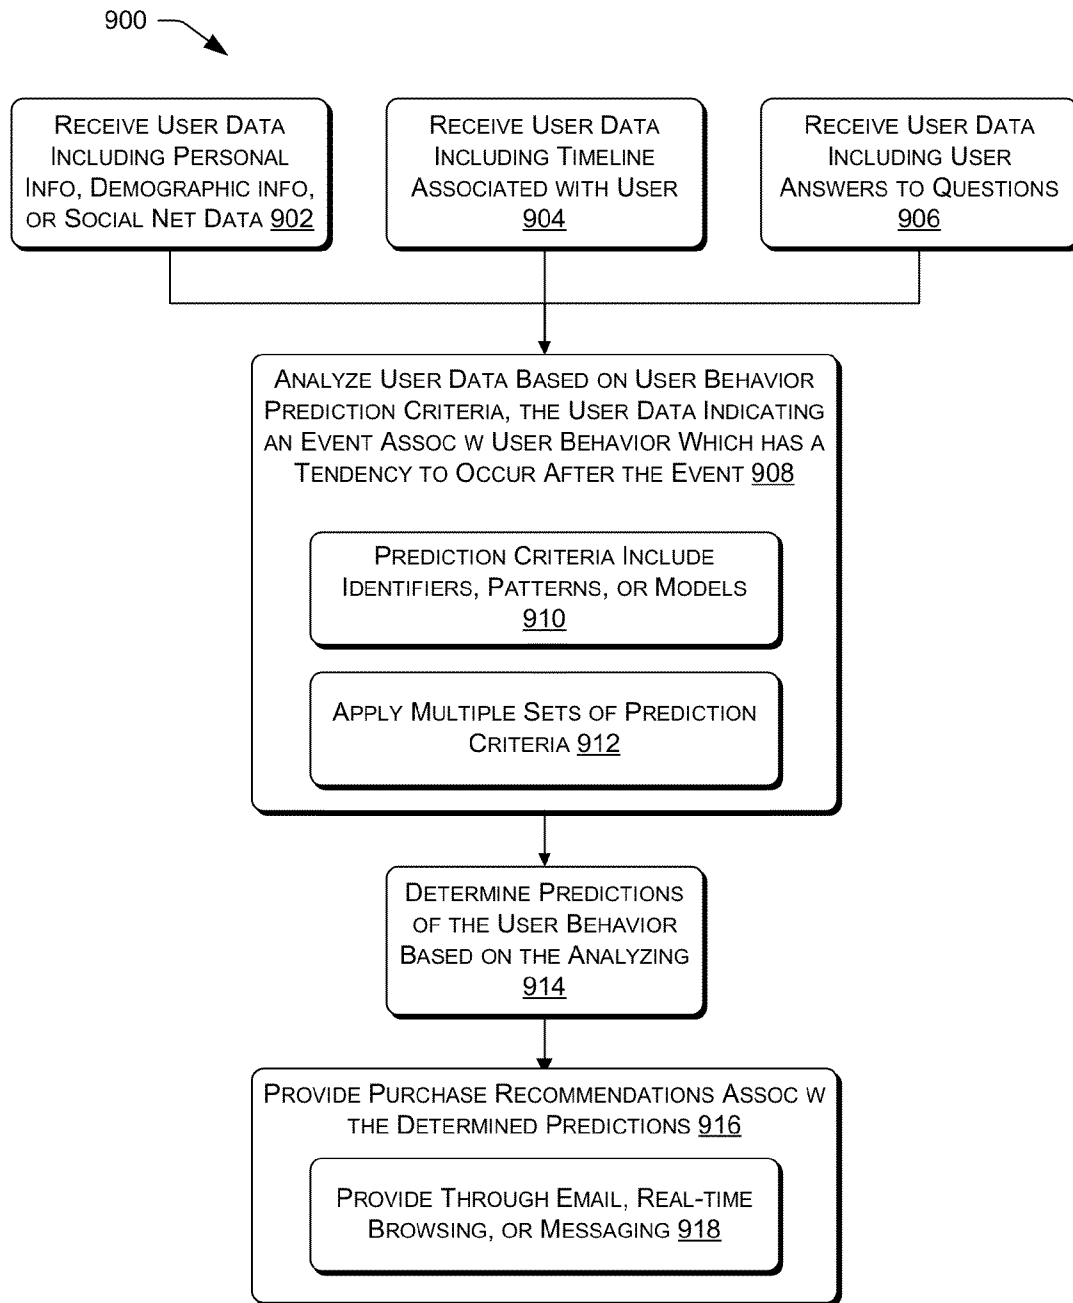 900
RECEIVE USER DATA
INCLUDING PERSONAL
INFO, DEMOGRAPHIC INFO,
OR SOCIAL NET DATA 902
RECEIVE USER DATA
INCLUDING TIMELINE
ASSOCIATED WITH USER
904
RECEIVE USER DATA
INCLUDING USER
ANSWERS TO QUESTIONS
906
ANALYZE USER DATA BASED ON USER BEHAVIOR
PREDICTION CRITERIA, THE USER DATA INDICATING
AN EVENT ASSOC W USER BEHAVIOR WHICH HAS A
TENDENCY TO OCCUR AFTER THE EVENT 908
PREDICTION CRITERIA INCLUDE
IDENTIFIERS, PATTERNS, OR MODELS
910
APPLY MULTIPLE SETS OF PREDICTION
CRITERIA 912
DETERMINE PREDICTIONS
OF THE USER BEHAVIOR
BASED ON THE ANALYZING
914
PROVIDE PURCHASE RECOMMENDATIONS ASSOC W
THE DETERMINED PREDICTIONS 916
PROVIDE THROUGH EMAIL, REAL-TIME
BROWSING, OR MESSAGING 918